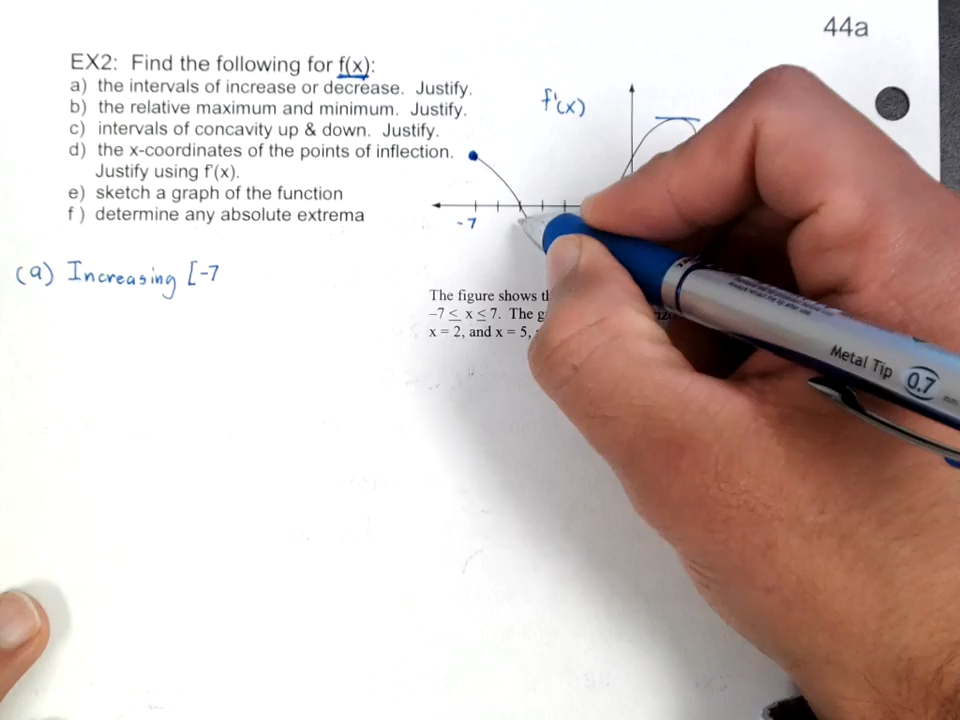 44a
EX2: Find the following for f(x):
a) the intervals of increase or decrease. Justify.
b) the relative maximum and minimum. Justify.
c) intervals of concavity up & down. Justify.
d) the x-coordinates of the points of inflection.
Justify using f'(x).
e) sketch a graph of the function
f ) determine any absolute extrema
f'(x)
-7
(a) Increasing [-7
The figure shows
−7 ≤ x ≤ 7. The
x = 2, and x = 5,
Metal Tip 0.7